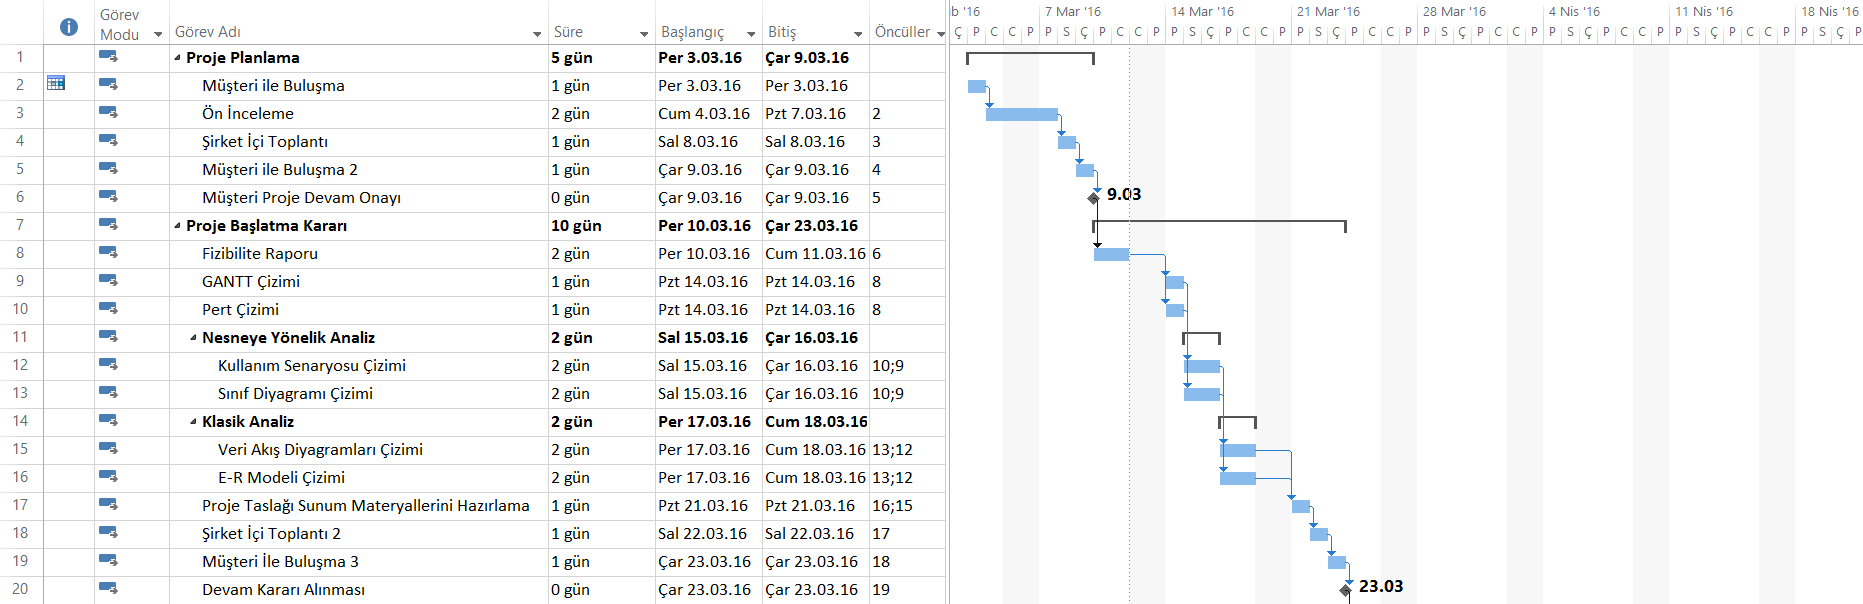 Görev Modu Görev Adı Süre Başlangıç Bitiş Öncüller
b '16 7 Mar '16 14 Mar '16 21 Mar '16 28 Mar '16 4 Nis '16 11 Nis '16 18 Nis '16
Ç P C C P S Ç P C P S Ç P C P S Ç P C P S Ç P C P S Ç P C P S Ç P C P S Ç P C P S Ç P
1 Proje Planlama 5 gün Per 3.03.16 Çar 9.03.16
2 Müşteri ile Buluşma 1 gün Per 3.03.16 Per 3.03.16
3 Ön İnceleme 2 gün Cum 4.03.16 Pzt 7.03.16 2
4 Şirket İçi Toplantı 1 gün Sal 8.03.16 Sal 8.03.16 3
5 Müşteri ile Buluşma 2 1 gün Çar 9.03.16 Çar 9.03.16 4
6 Müşteri Proje Devam Onayı 0 gün Çar 9.03.16 Çar 9.03.16 5 9.03
7 Proje Başlatma Kararı 10 gün Per 10.03.16 Çar 23.03.16
8 Fizibilite Raporu 2 gün Per 10.03.16 Cum 11.03.16 6
9 GANTT Çizimi 1 gün Pzt 14.03.16 Pzt 14.03.16 8
10 Pert Çizimi 1 gün Pzt 14.03.16 Pzt 14.03.16 8
11 Nesneye Yönelik Analiz 2 gün Sal 15.03.16 Çar 16.03.16
12 Kullanım Senaryosu Çizimi 2 gün Sal 15.03.16 Çar 16.03.16 10;9
13 Sınıf Diyagramı Çizimi 2 gün Sal 15.03.16 Çar 16.03.16 10;9
14 Klasik Analiz 2 gün Per 17.03.16 Cum 18.03.16
15 Veri Akış Diyagramları Çizimi 2 gün Per 17.03.16 Cum 18.03.16 13;12
16 E-R Modeli Çizimi 2 gün Per 17.03.16 Cum 18.03.16 13;12
17 Proje Taslağı Sunum Materyallerini Hazırlama 1 gün Pzt 21.03.16 Pzt 21.03.16 16;15
18 Şirket İçi Toplantı 2 1 gün Sal 22.03.16 Sal 22.03.16 17
19 Müşteri İle Buluşma 3 1 gün Çar 23.03.16 Çar 23.03.16 18
20 Devam Kararı Alınması 0 gün Çar 23.03.16 Çar 23.03.16 19 23.03